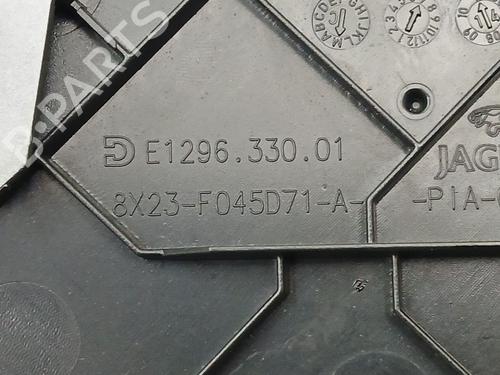 E1296.330.01
8X23-F045D71-A-
JAG
-PIA-
B-PARTS